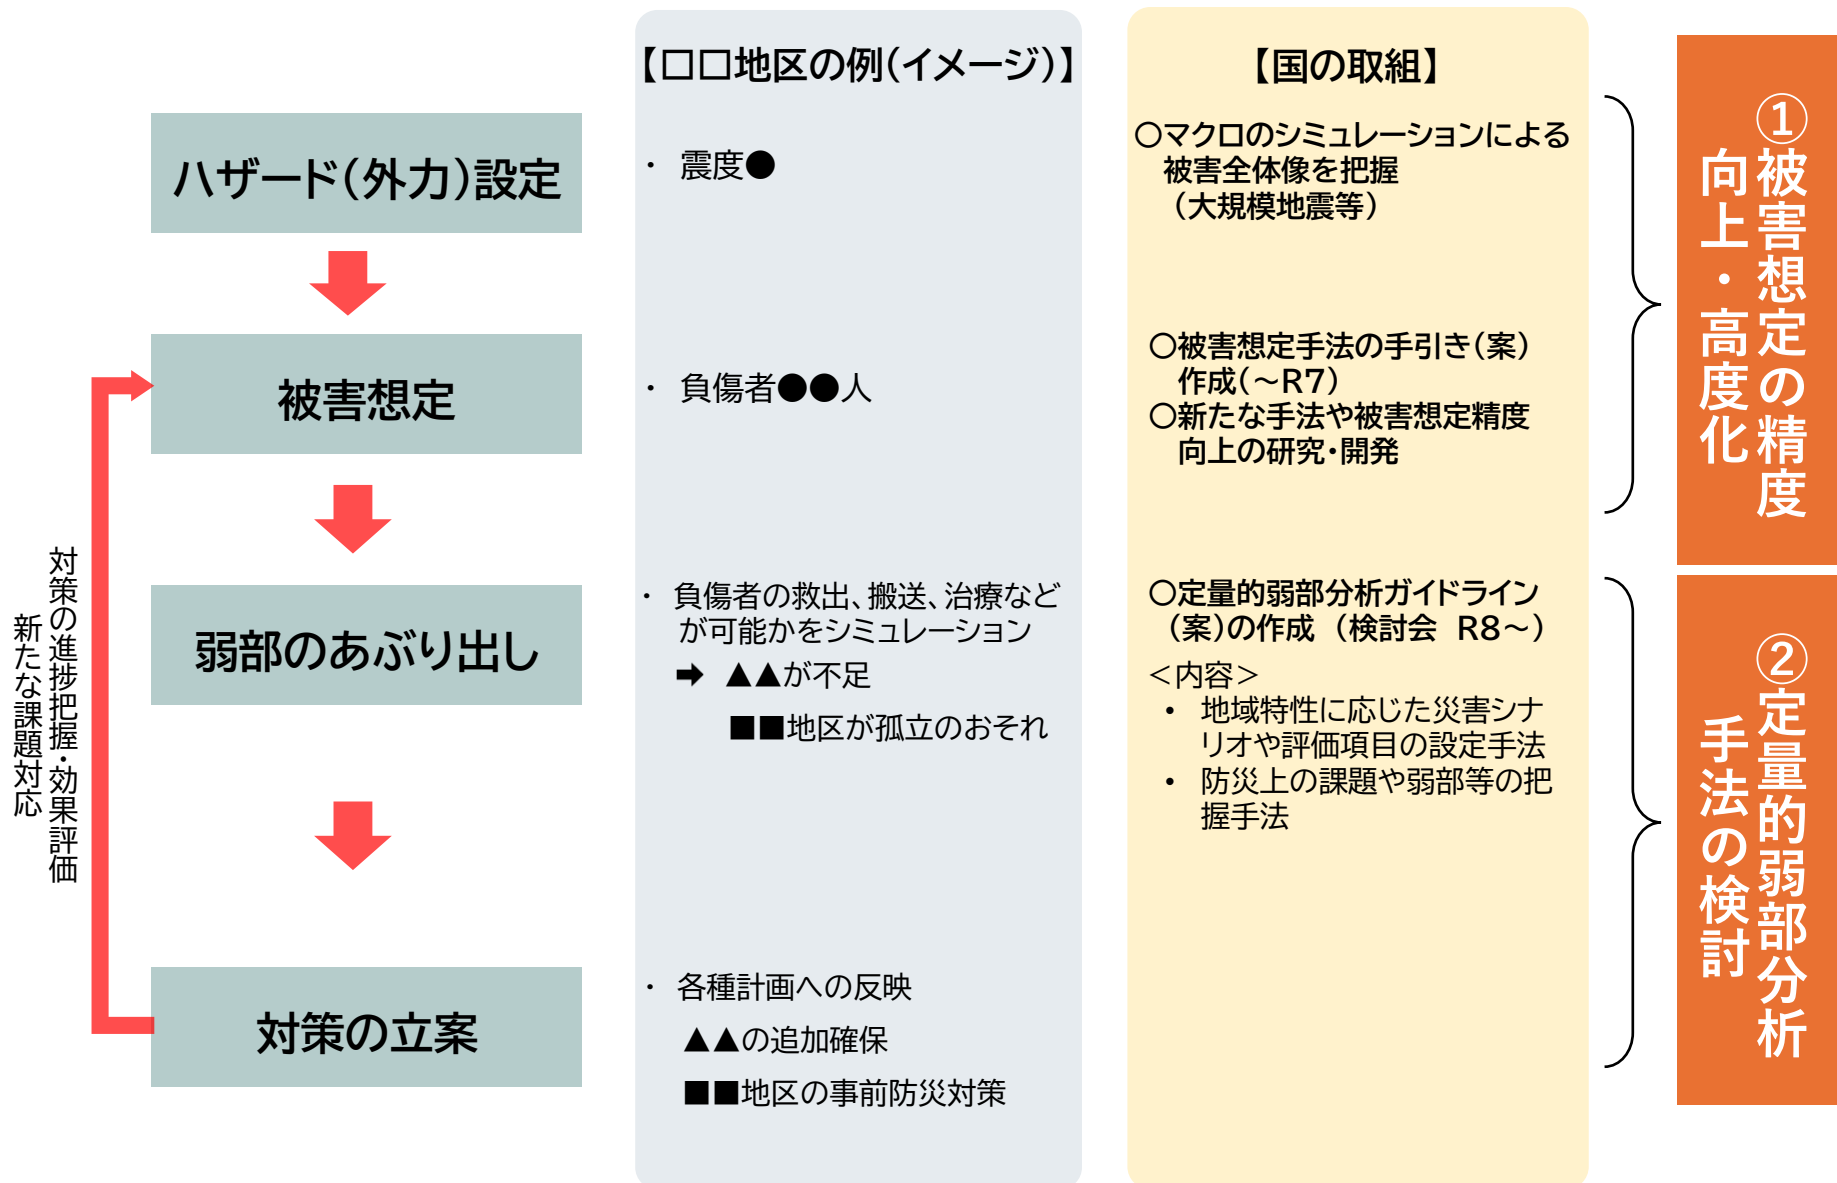 ハザード（外力）設定
被害想定
弱部のあぶり出し
対策の立案
対策の進捗把握・効果評価
新たな課題対応
【□□地区の例（イメージ）】
・ 震度●
・ 負傷者●●人
・ 負傷者の救出、搬送、治療など
が可能かをシミュレーション
➡ ▲▲が不足
■■地区が孤立のおそれ
・ 各種計画への反映
▲▲の追加確保
■■地区の事前防災対策
【国の取組】
○マクロのシミュレーションによる
被害全体像を把握
（大規模地震等）
○被害想定手法の手引き（案）
作成（～R7）
○新たな手法や被害想定精度
向上の研究・開発
○定量的弱部分析ガイドライン
（案）の作成 （検討会 R8～）
＜内容＞
• 地域特性に応じた災害シナ
リオや評価項目の設定手法
• 防災上の課題や弱部等の把
握手法
①被害想定の精度
向上・高度化
②定量的弱部分析
手法の検討